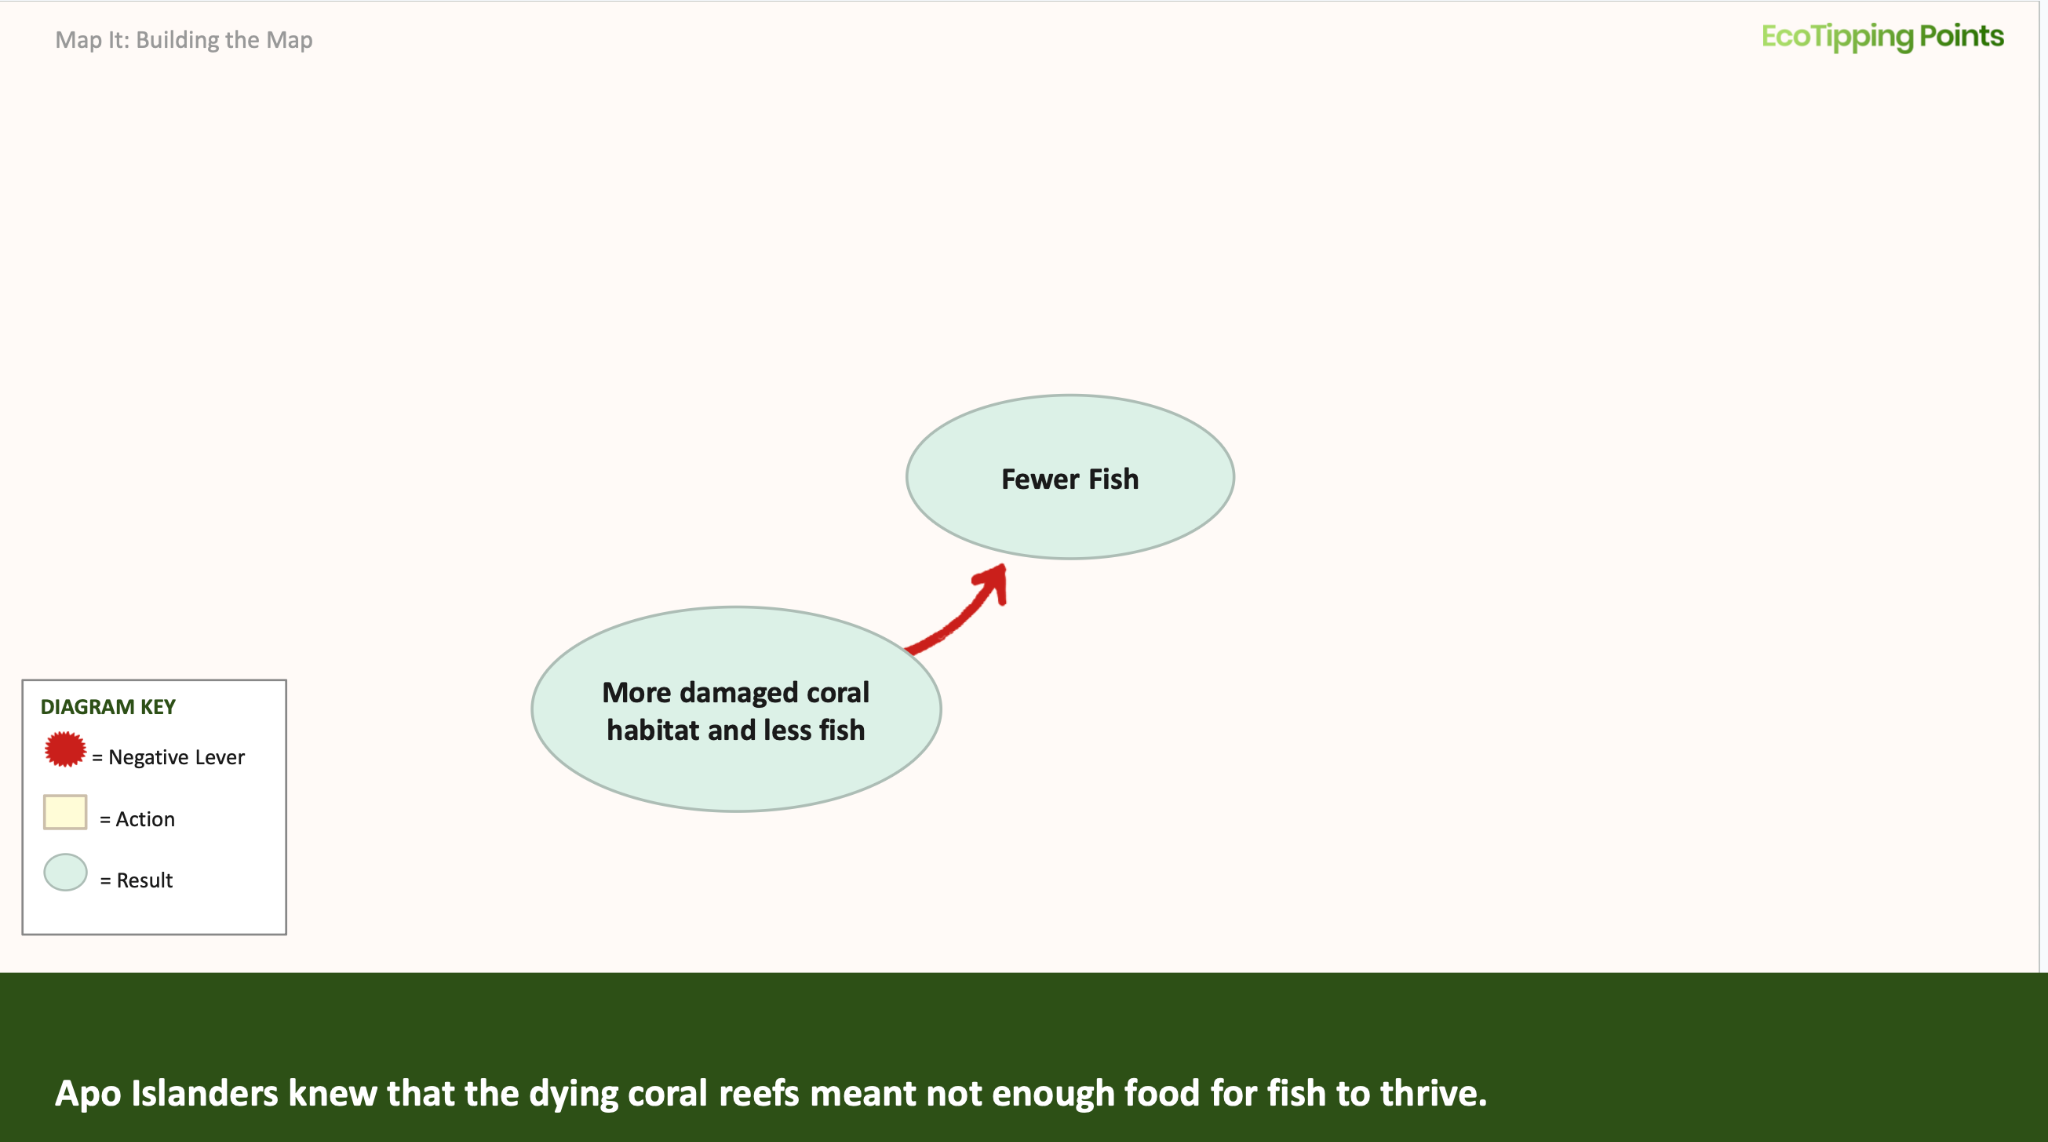 Map It: Building the Map
EcoTipping Points
Fewer Fish
More damaged coral
habitat and less fish
DIAGRAM KEY
= Negative Lever
= Action
= Result
Apo Islanders knew that the dying coral reefs meant not enough food for fish to thrive.